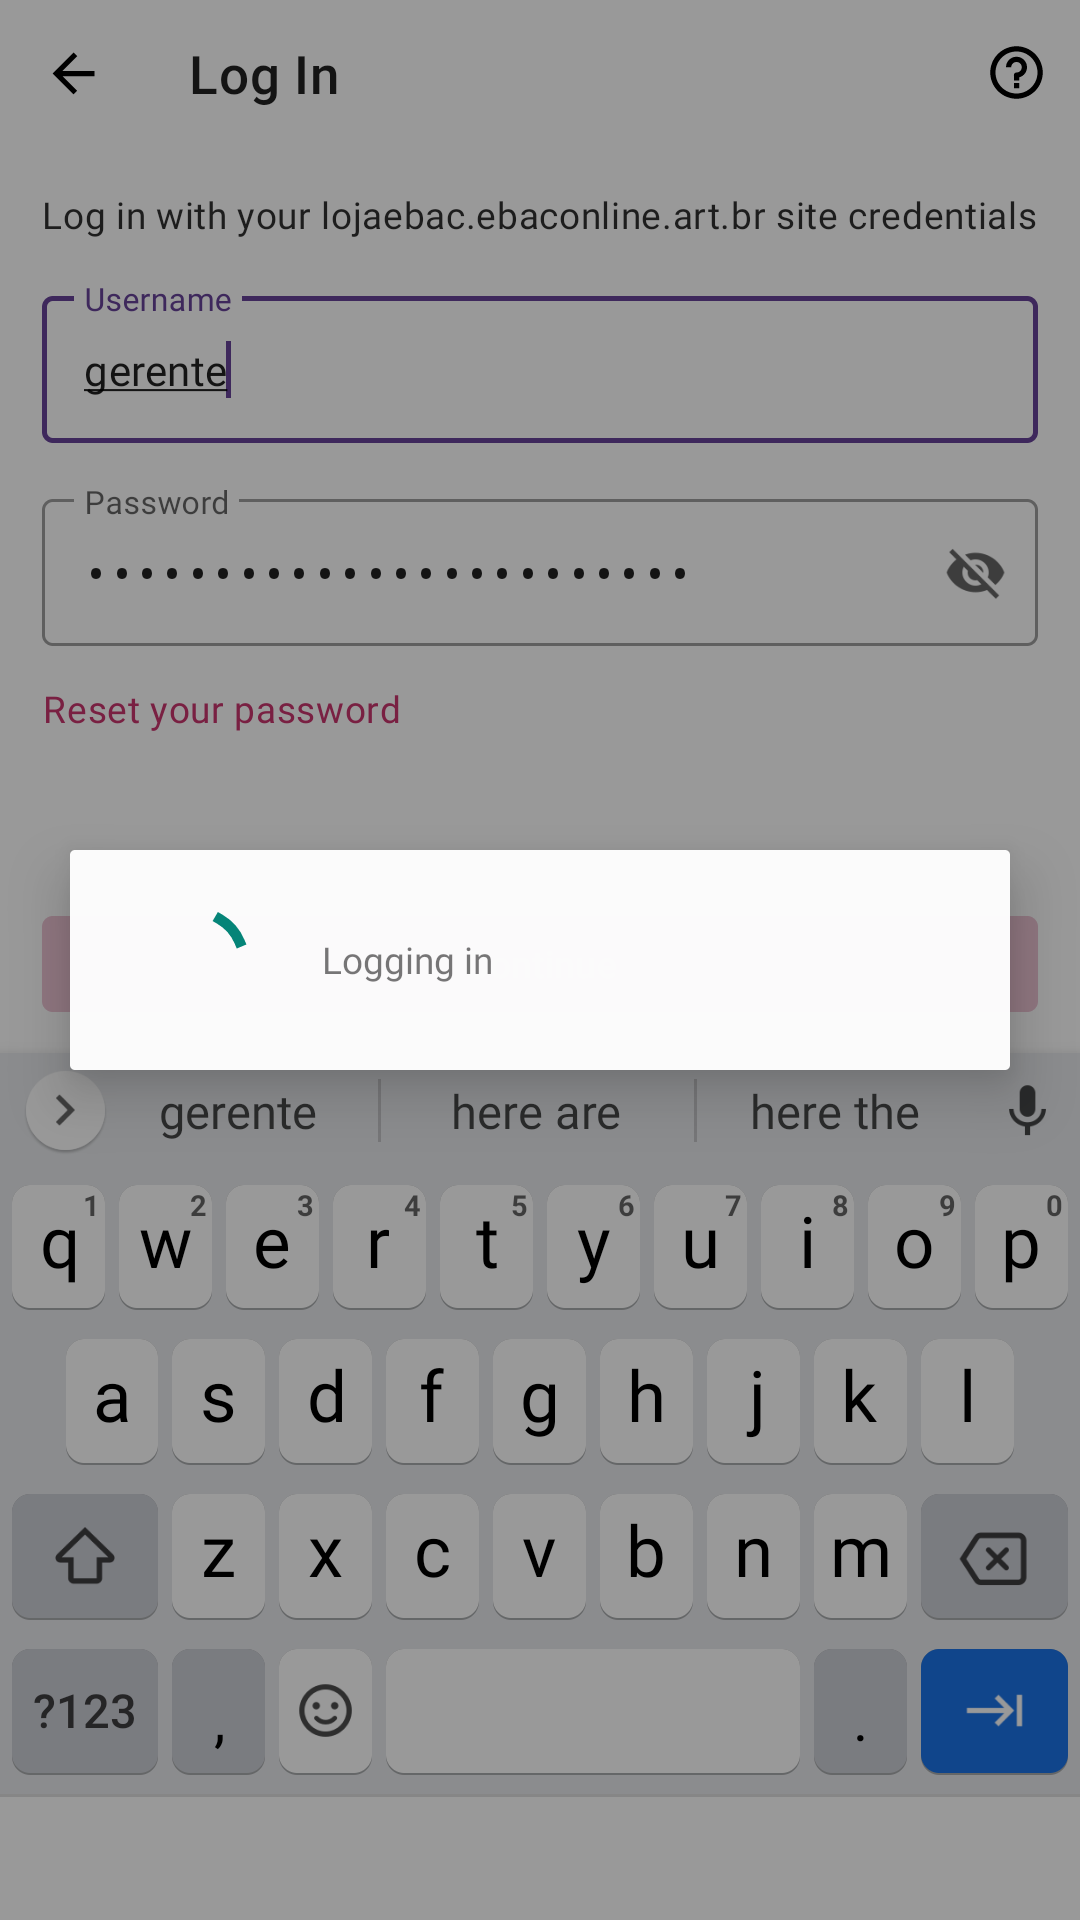 Log In
Log in with your lojaebac.ebaconline.art.br site credentials
Username
gerente
Password
••••••••••••••••••••••••
Reset your password
Logging in
gerente here are here the
1 2 3 4 5 6 7 8 9 0
q w e r t y u i o p
a s d f g h j k l
z x c v b n m
?123 , .